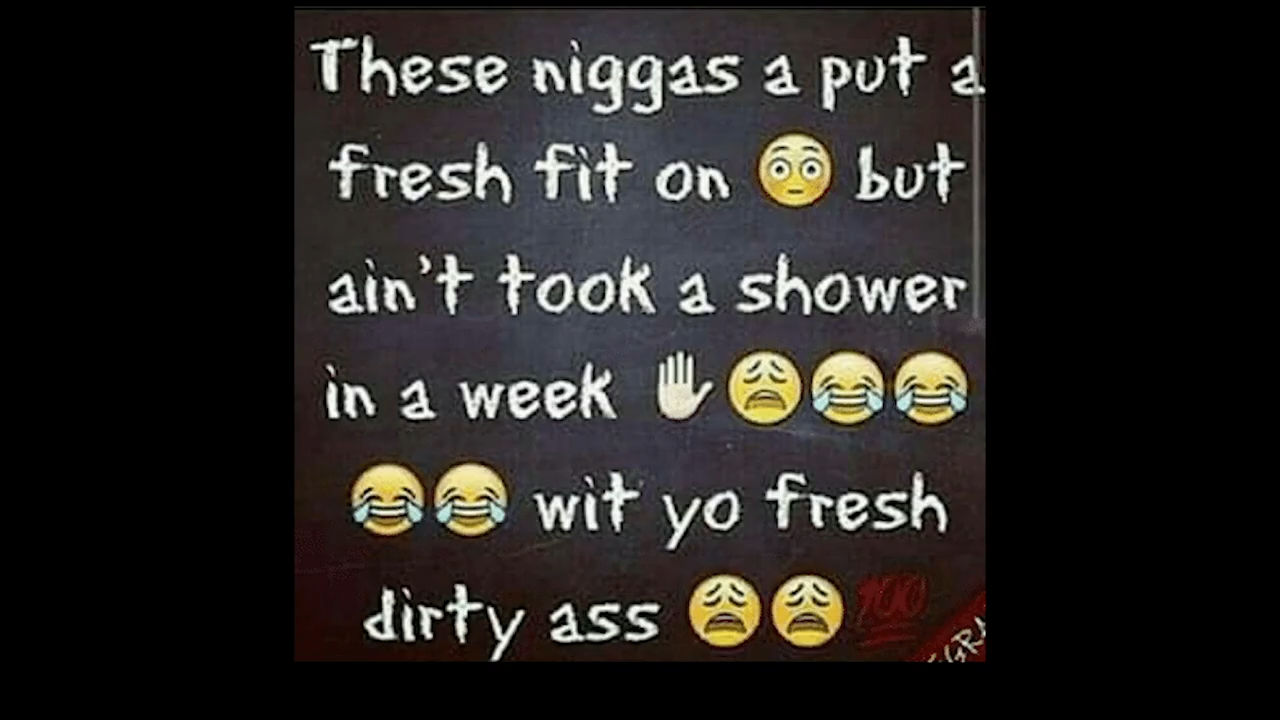 These niggas a put a
fresh fit on 😳 but
ain't took a shower
in a week ✋😩😂😂
😂😂 wit yo fresh
dirty ass 😩😩💯